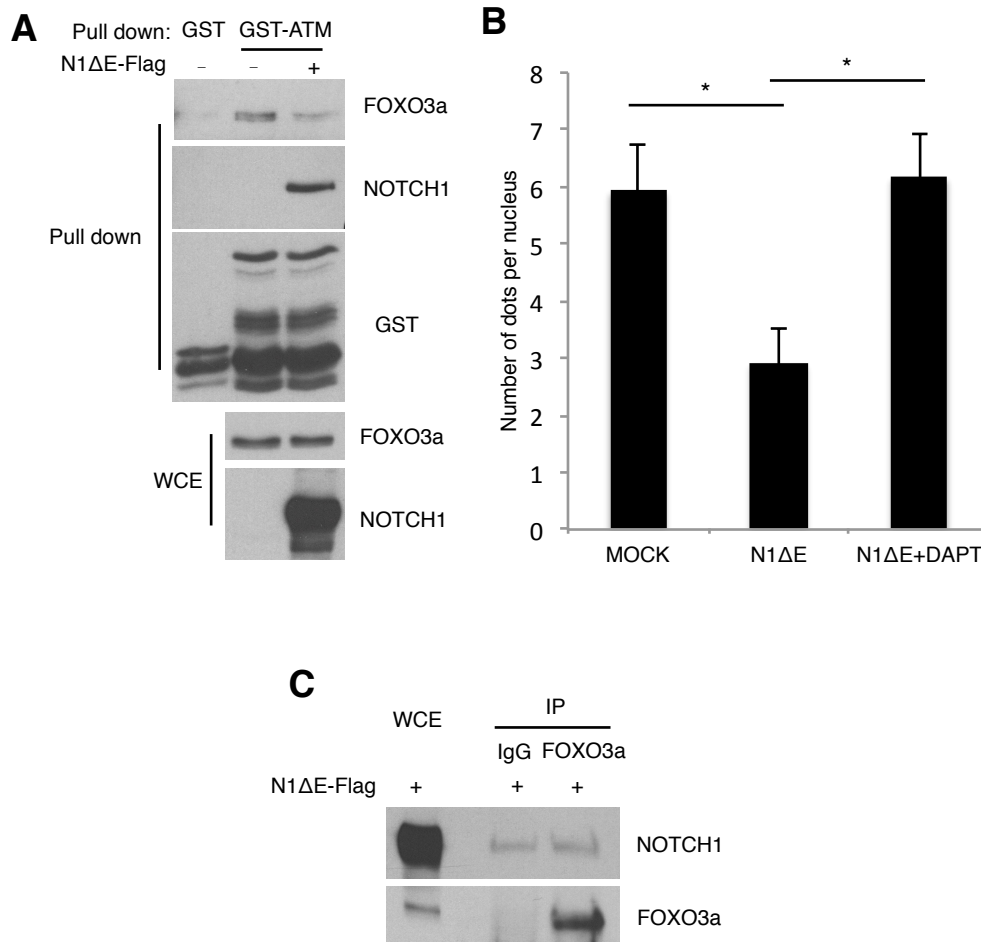 A
Pull down: GST GST-ATM
N1ΔE-Flag - - +
FOXO3a
NOTCH1
Pull down
GST
FOXO3a
WCE
NOTCH1
B
Number of dots per nucleus
8
7
6
5
4
3
2
1
0
*
*
MOCK N1ΔE N1ΔE+DAPT
C
WCE IP
IgG FOXO3a
N1ΔE-Flag + + +
NOTCH1
FOXO3a